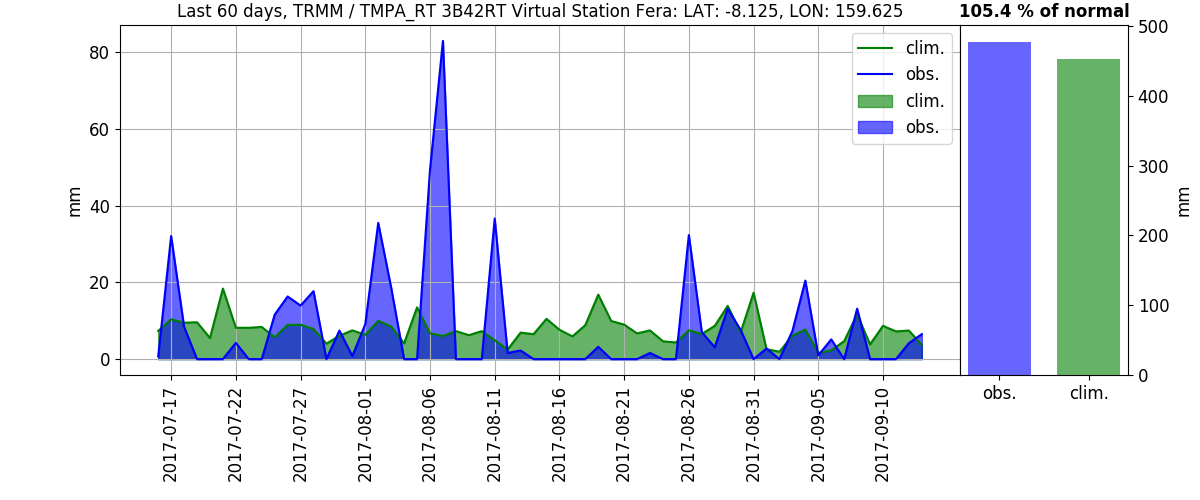 Last 60 days, TRMM / TMPA_RT 3B42RT Virtual Station Fera: LAT: -8.125, LON: 159.625
105.4 % of normal
80
60
40
20
0
mm
clim.
obs.
clim.
obs.
2017-07-17
2017-07-22
2017-07-27
2017-08-01
2017-08-06
2017-08-11
2017-08-16
2017-08-21
2017-08-26
2017-08-31
2017-09-05
2017-09-10
500
400
300
200
100
0
mm
obs.
clim.